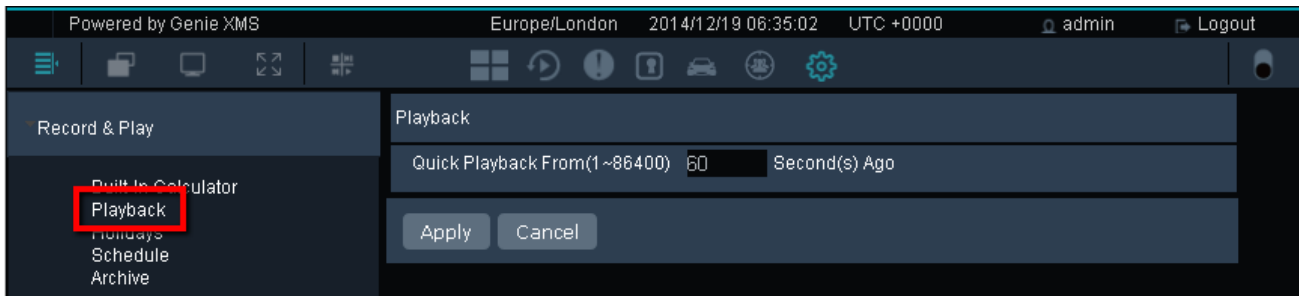 Powered by Genie XMS Europe/London 2014/12/19 06:35:02 UTC +0000 admin Logout
Record & Play
Built In Calculator
Playback
Holidays
Schedule
Archive
Playback
Quick Playback From(1~86400) 60 Second(s) Ago
Apply Cancel